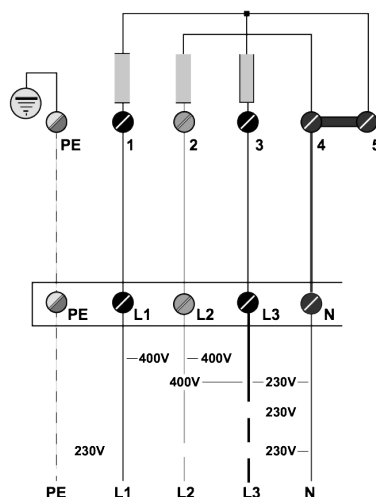 PE 1 2 3 4 5
PE L1 L2 L3 N
400V 400V
400V 230V
230V
230V 230V
PE L1 L2 L3 N